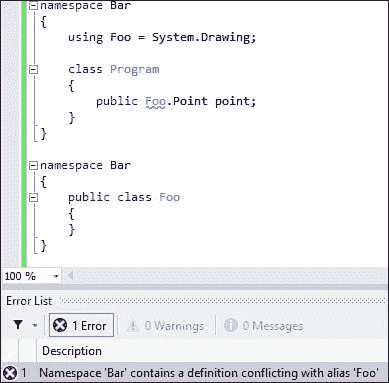 namespace Bar
{
using Foo = System.Drawing;
class Program
{
public Foo.Point point;
}
}
namespace Bar
{
public class Foo
{
}
}
100 %
Error List
1 Error 0 Warnings 0 Messages
Description
1 Namespace 'Bar' contains a definition conflicting with alias 'Foo'